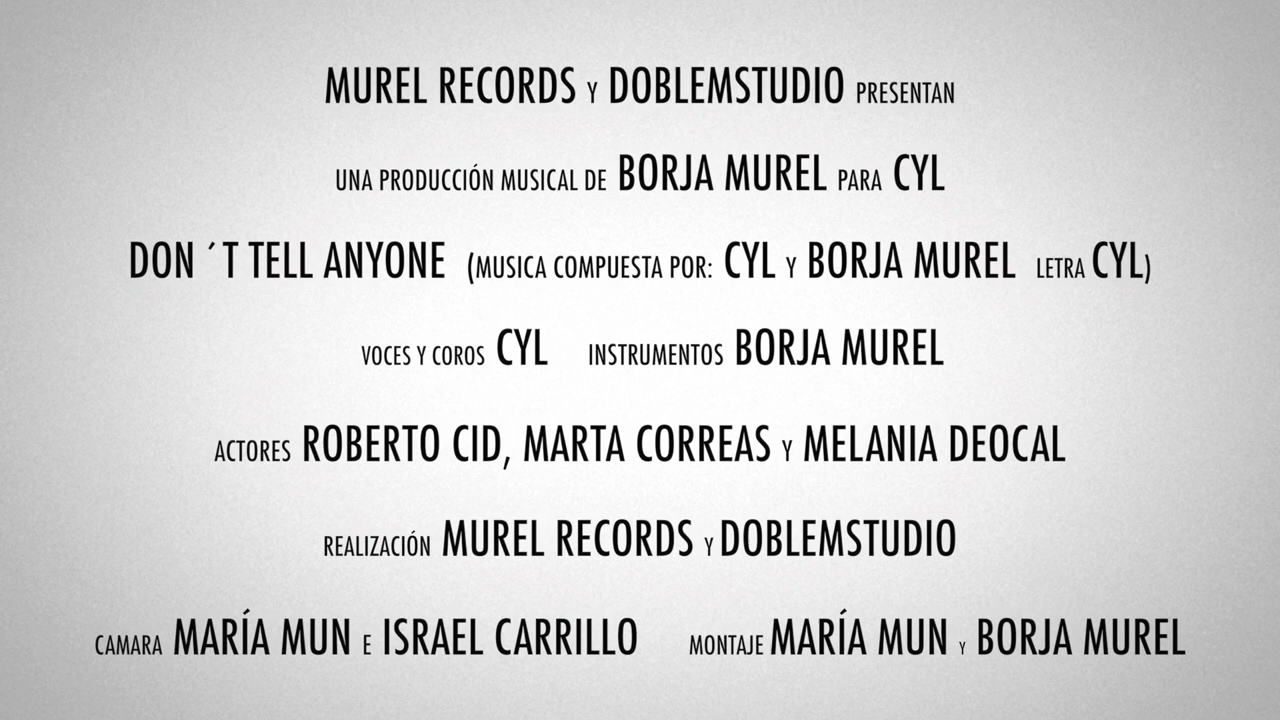 MUREL RECORDS Y DOBLEMSTUDIO PRESENTAN
UNA PRODUCCIÓN MUSICAL DE BORJA MUREL PARA CYL
DON ´T TELL ANYONE (MUSICA COMPUESTA POR: CYL Y BORJA MUREL LETRA CYL)
VOCES Y COROS CYL INSTRUMENTOS BORJA MUREL
ACTORES ROBERTO CID, MARTA CORREAS Y MELANIA DEOCAL
REALIZACIÓN MUREL RECORDS Y DOBLEMSTUDIO
CAMARA MARÍA MUN E ISRAEL CARRILLO MONTAJE MARÍA MUN Y BORJA MUREL